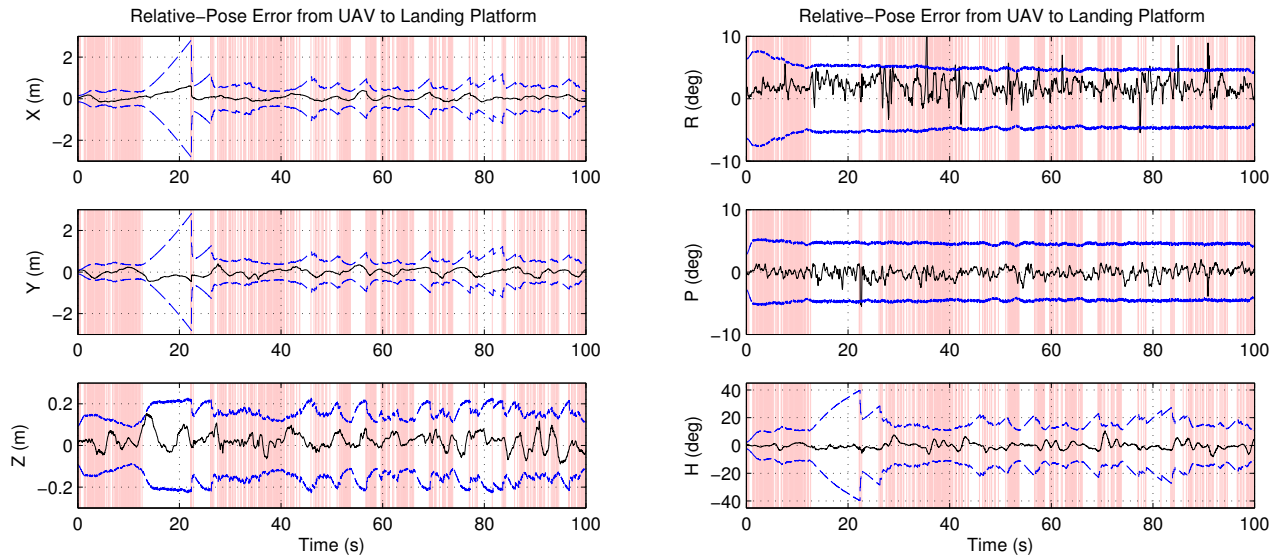 Relative−Pose Error from UAV to Landing Platform
X (m)
2
0
−2
0 20 40 60 80 100
Y (m)
2
0
−2
0 20 40 60 80 100
Z (m)
0.2
0
−0.2
0 20 40 60 80 100
Time (s)
Relative−Pose Error from UAV to Landing Platform
R (deg)
10
0
−10
0 20 40 60 80 100
P (deg)
10
0
−10
0 20 40 60 80 100
H (deg)
40
20
0
−20
−40
0 20 40 60 80 100
Time (s)